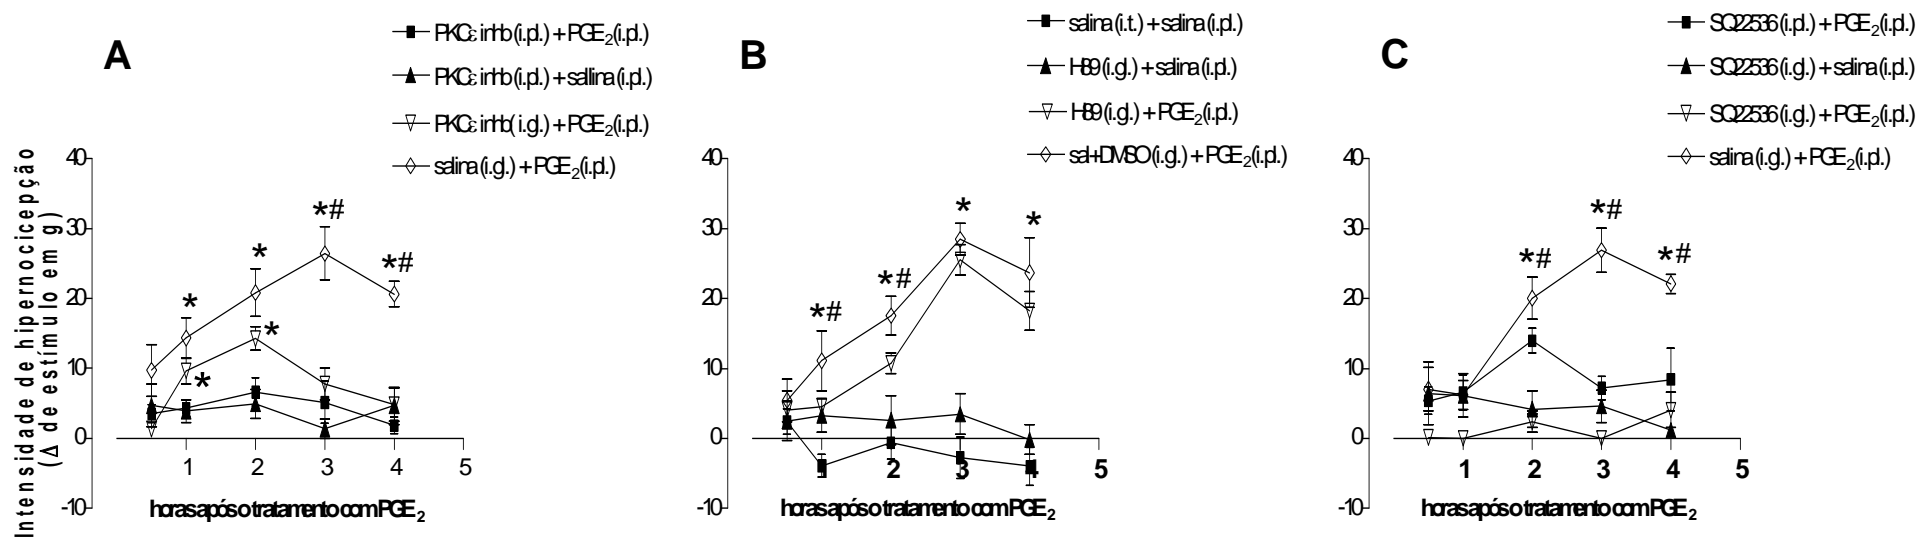 A
PKCε inhb (i.pl.) + PGE₂ (i.pl.)
PKCε inhb (i.pl.) + sallina (i.pl.)
PKCε inhb( i.g.) + PGE₂ (i.pl.)
salina (i.g.) + PGE₂ (i.pl.)
Intensidade de hipernocicepção
(Δ de estímulo em g)
40
30
20
10
0
-10
*
*
*#
*#
*
*
1 2 3 4 5
horas após o tratamento com PGE₂
B
salina (i.t.) + salina (i.pl.)
H89 (i.g.) + salina (i.pl.)
H89 (i.g.) + PGE₂ (i.pl.)
sal+DMSO (i.g.) + PGE₂ (i.pl.)
40
30
20
10
0
-10
*#
*#
*
*
1 2 3 4 5
horas após o tratamento com PGE₂
C
SQ22536 (i.pl.) + PGE₂ (i.pl.)
SQ22536 (i.g.) + salina (i.pl.)
SQ22536 (i.g.) + PGE₂ (i.pl.)
salina (i.g.) + PGE₂ (i.pl.)
40
30
20
10
0
-10
*#
*#
*#
1 2 3 4 5
horas após o tratamento com PGE₂